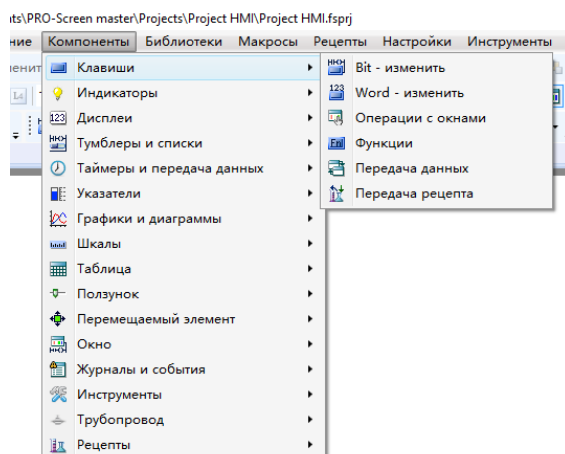 nts\PRO-Screen master\Projects\Project HMI\Project HMI.fsprj
ние Компоненты Библиотеки Макросы Рецепты Настройки Инструменты
Клавиши
Bit - изменить
Индикаторы
Word - изменить
123 Дисплеи
Операции с окнами
Тумблеры и списки
Функции
Таймеры и передача данных
Передача данных
Указатели
Передача рецепта
Графики и диаграммы
Шкалы
Таблица
Ползунок
Перемещаемый элемент
Окно
Журналы и события
Инструменты
Трубопровод
Рецепты